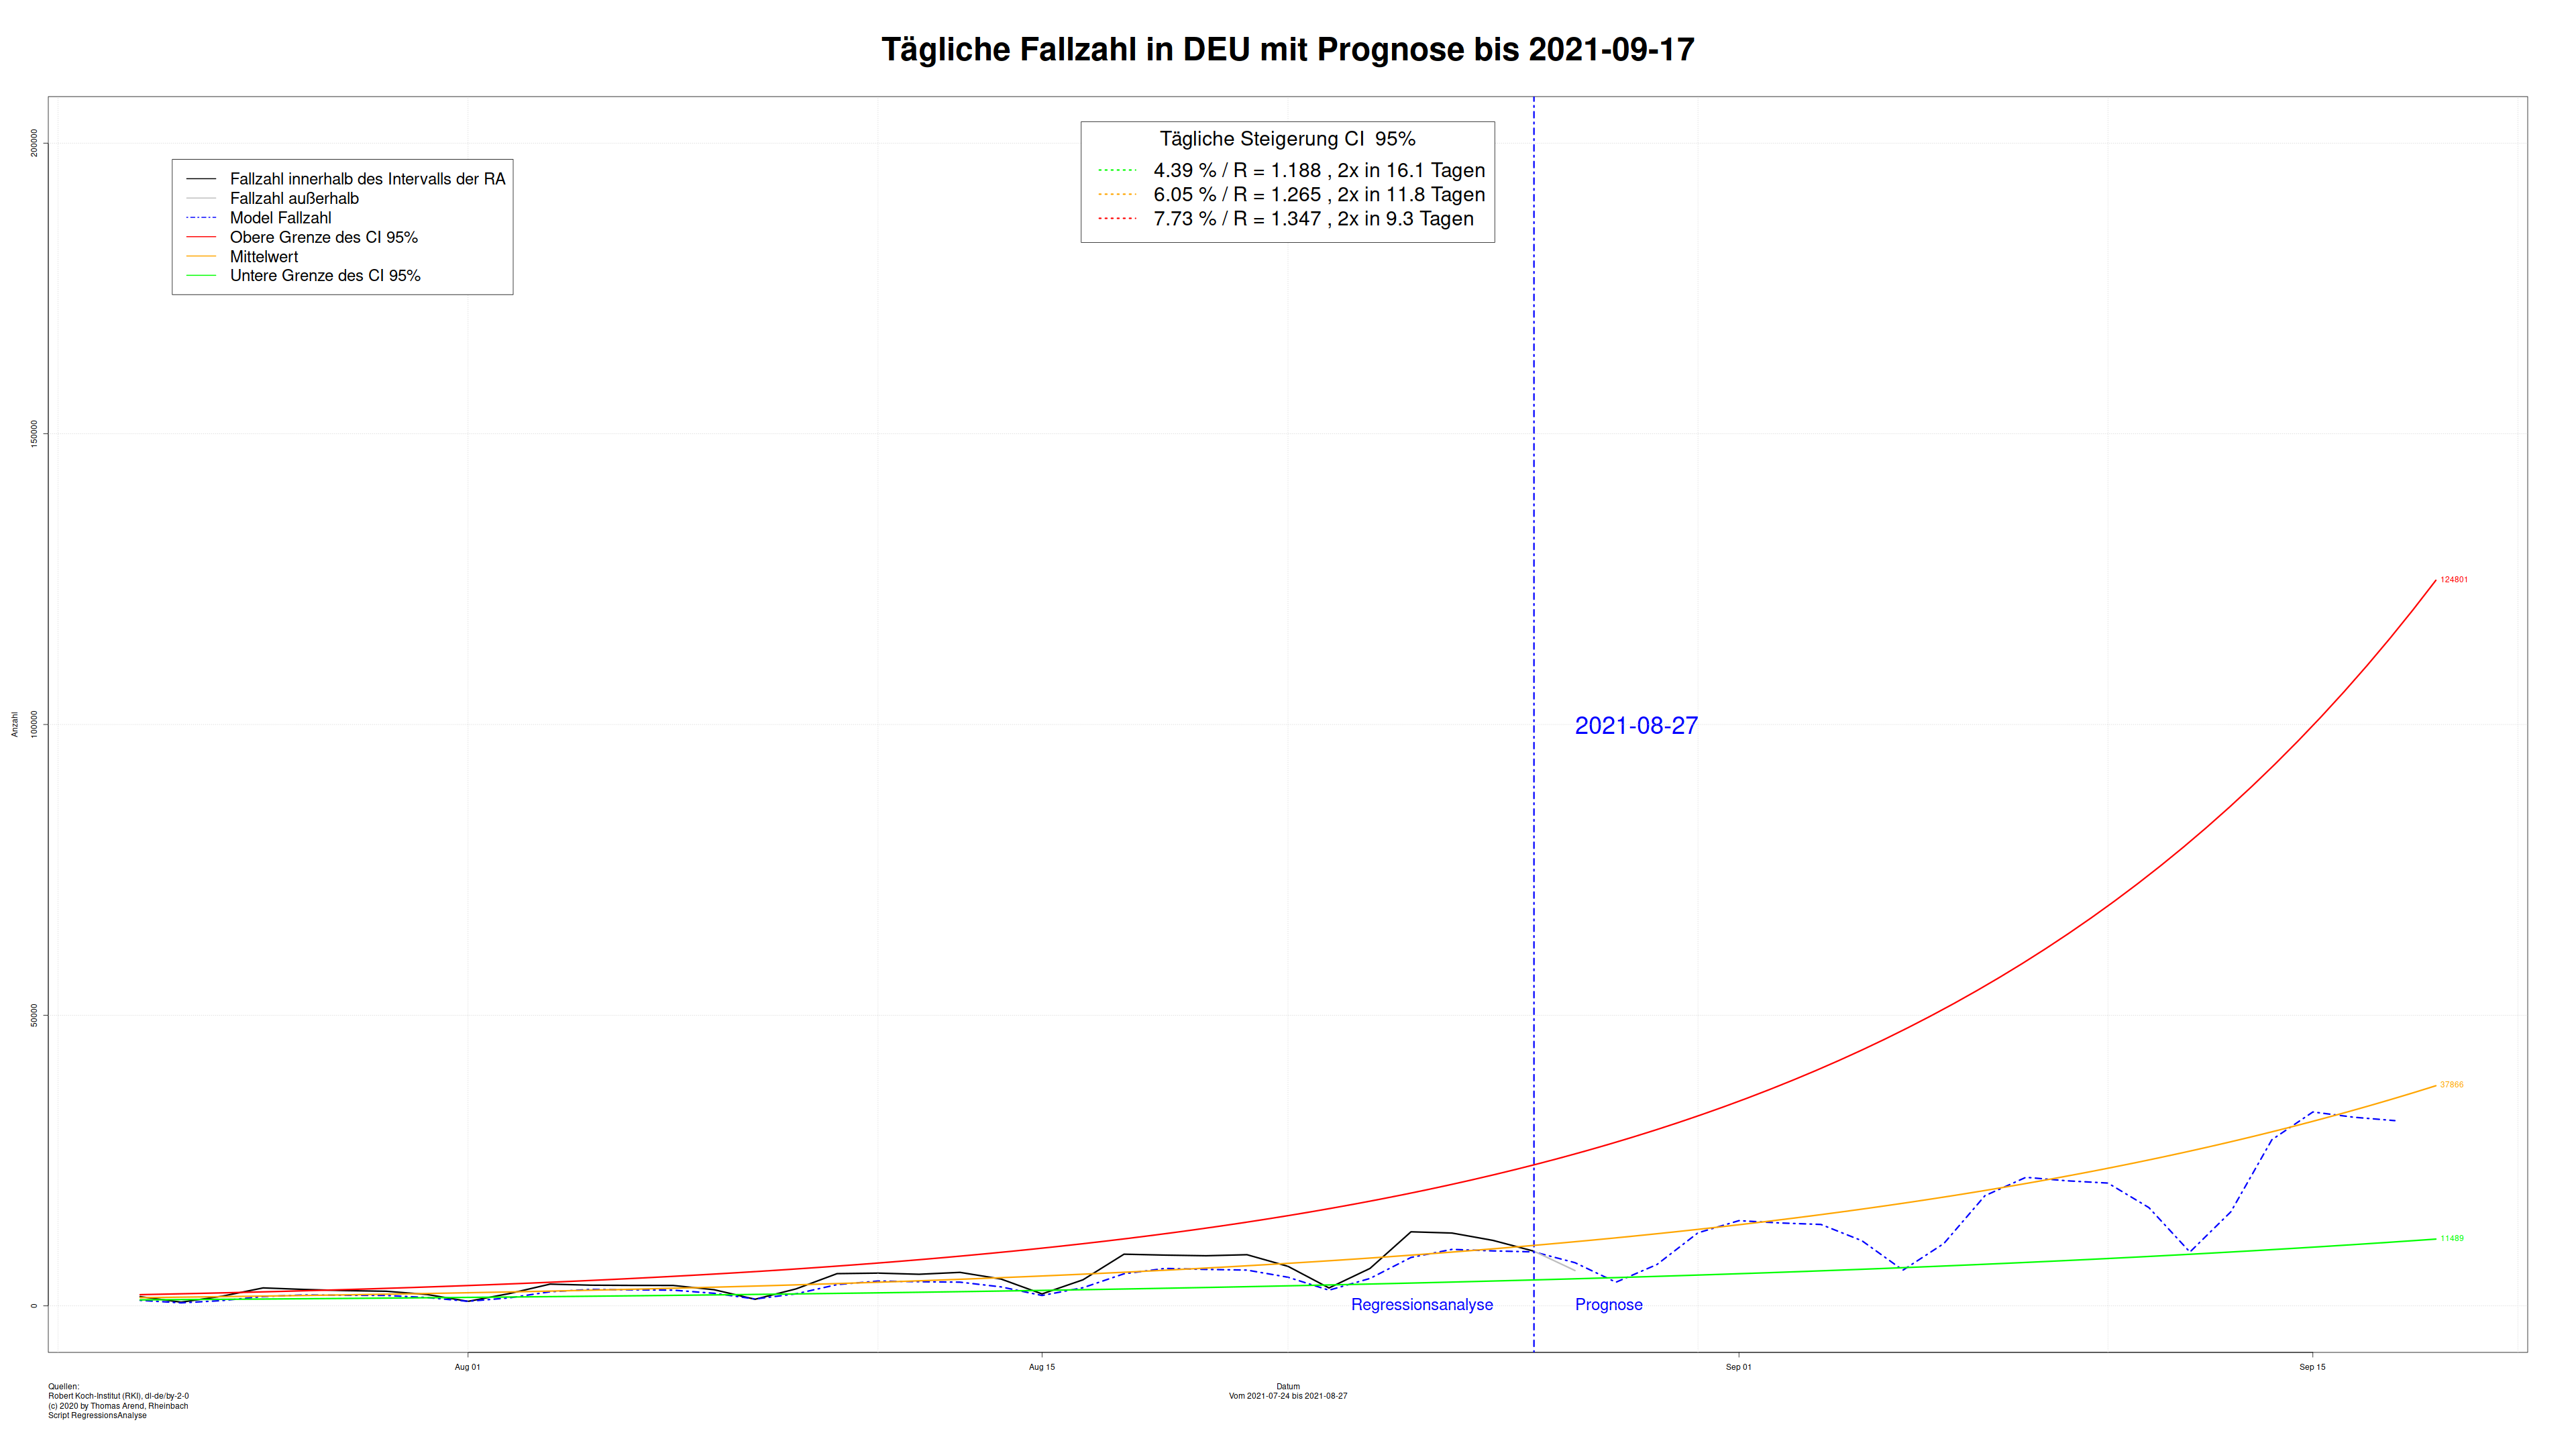 Tägliche Fallzahl in DEU mit Prognose bis 2021-09-17
Tägliche Steigerung CI  95%
4.39 % / R = 1.188 , 2x in 16.1 Tagen
6.05 % / R = 1.265 , 2x in 11.8 Tagen
7.73 % / R = 1.347 , 2x in 9.3 Tagen
Fallzahl innerhalb des Intervalls der RA
Fallzahl außerhalb
Model Fallzahl
Obere Grenze des CI 95%
Mittelwert
Untere Grenze des CI 95%
200000
150000
100000
50000
0
Anzahl
2021-08-27
124801
37866
11489
Regressionsanalyse
Prognose
Aug 01
Aug 15
Sep 01
Sep 15
Datum
Vom 2021-07-24 bis 2021-08-27
Quellen:
Robert Koch-Institut (RKI), dl-de/by-2-0
(c) 2020 by Thomas Arend, Rheinbach
Script RegressionsAnalyse